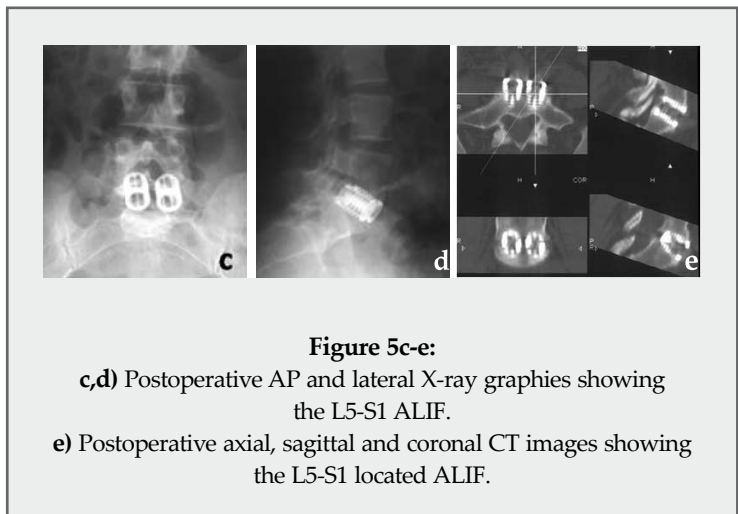 c
d
e
H
R
P
H
COR
H
H
R
P
Figure 5c-e:
c,d) Postoperative AP and lateral X-ray graphies showing
the L5-S1 ALIF.
e) Postoperative axial, sagittal and coronal CT images showing
the L5-S1 located ALIF.